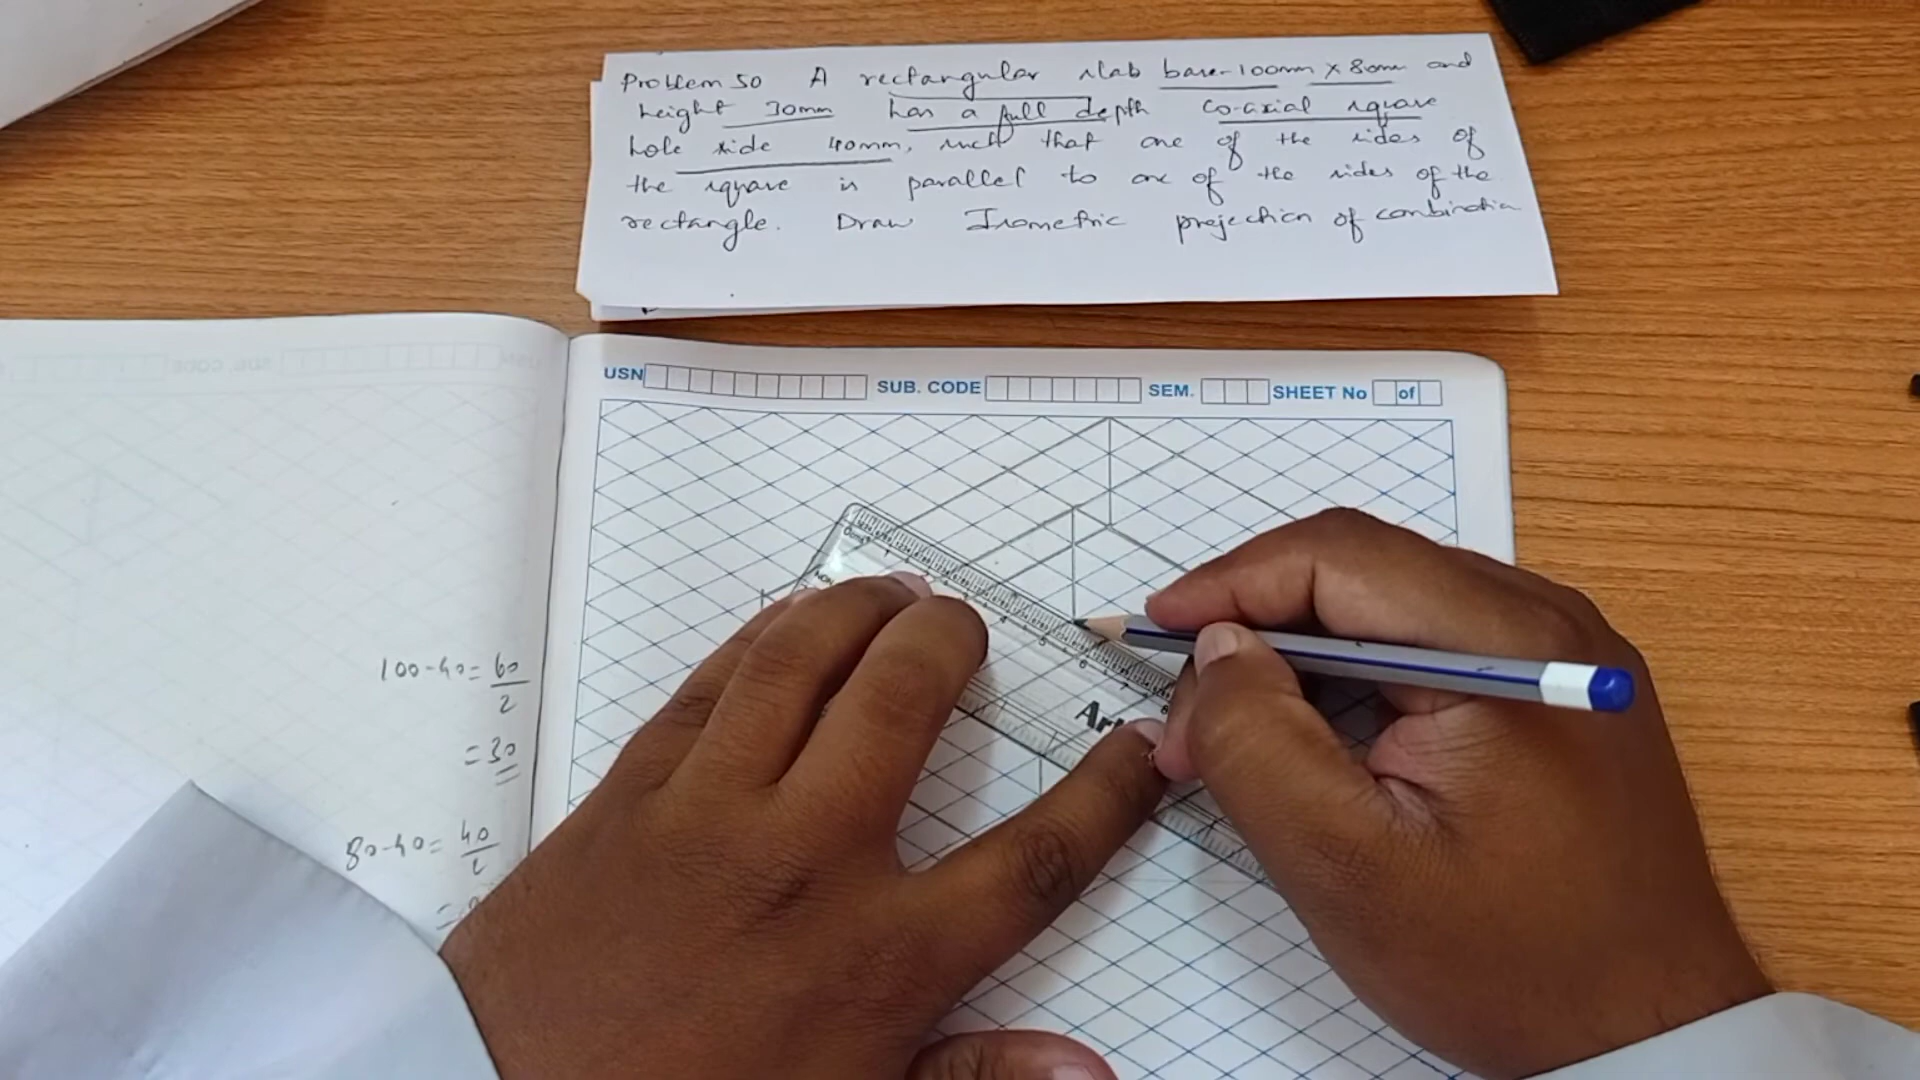 Problem 50 A rectangular slab base-100mm x 80mm and
height 30mm has a full depth co-axial square
hole side 40mm, such that one of the sides of
the square is parallel to one of the sides of the
rectangle. Draw Isometric projection of combination
USN SUB. CODE SEM. SHEET No of
100-40= 60
2
= 30
80-40= 40
2
=